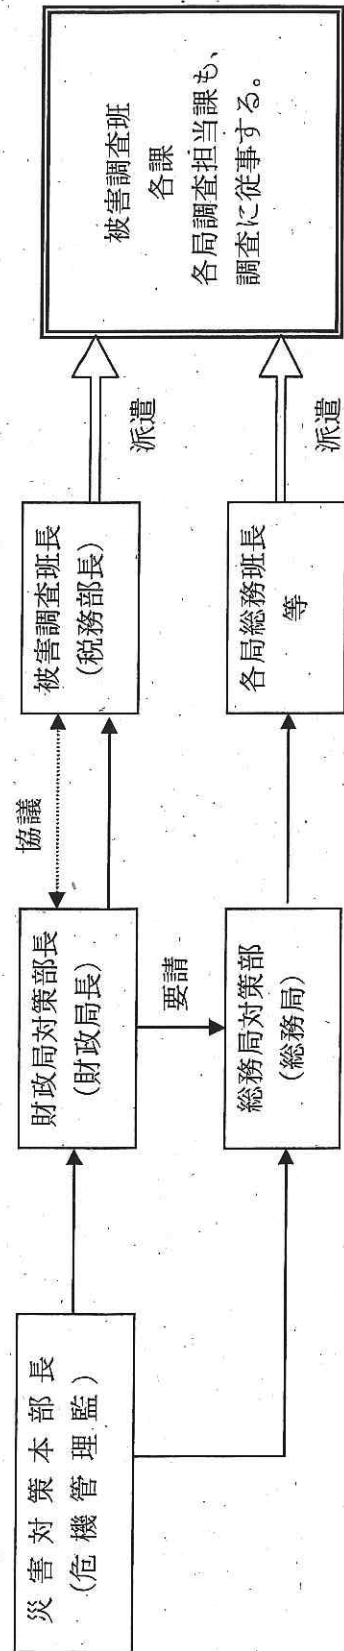 災害対策本部長
(危機管理監)
財政局対策部長
(財政局長)
協議
被害調査班長
(税務部長)
派遣
被害調査班
各課
各局調査担当課も、
調査に従事する。
要請
総務局対策部
(総務局)
各局総務班長
等
派遣